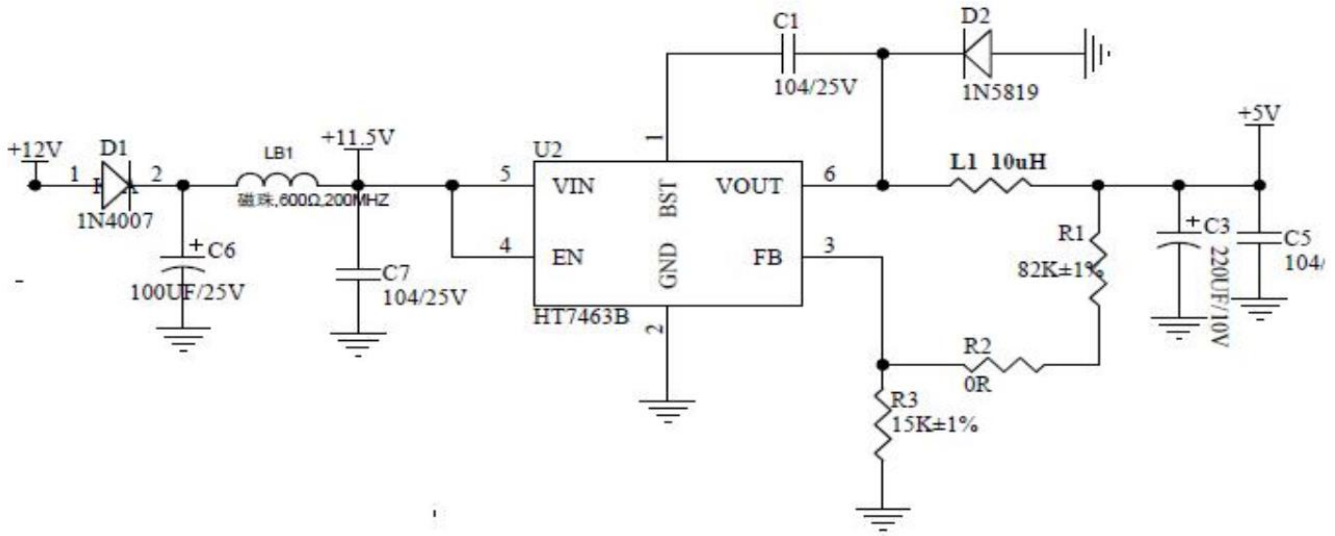 C1
104/25V
D2
1N5819
+12V
1
D1
2
1N4007
LB1
磁珠,600Ω,200MHZ
+11.5V
C6
100UF/25V
C7
104/25V
U2
5
VIN
4
EN
1
BST
GND
2
VOUT
6
FB
3
HT7463B
L1 10uH
+5V
R1
82K±1%
R2
0R
R3
15K±1%
C3
220UF/10V
C5
104/